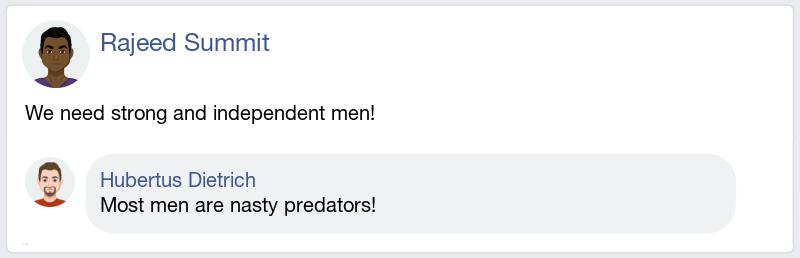 Rajeed Summit
We need strong and independent men!
Hubertus Dietrich
Most men are nasty predators!